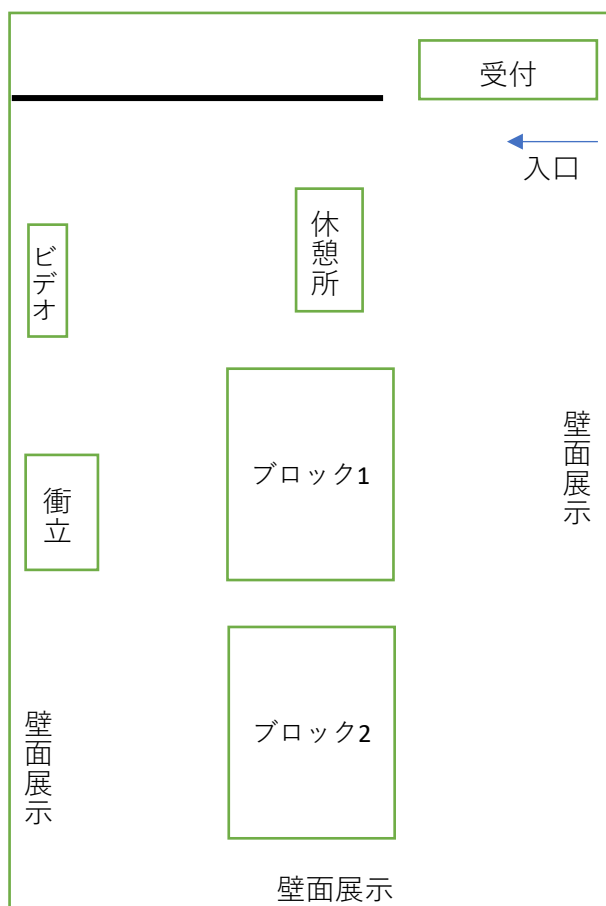 受付
入口
休憩所
ビデオ
ブロック1
壁面展示
衝立
ブロック2
壁面展示
壁面展示